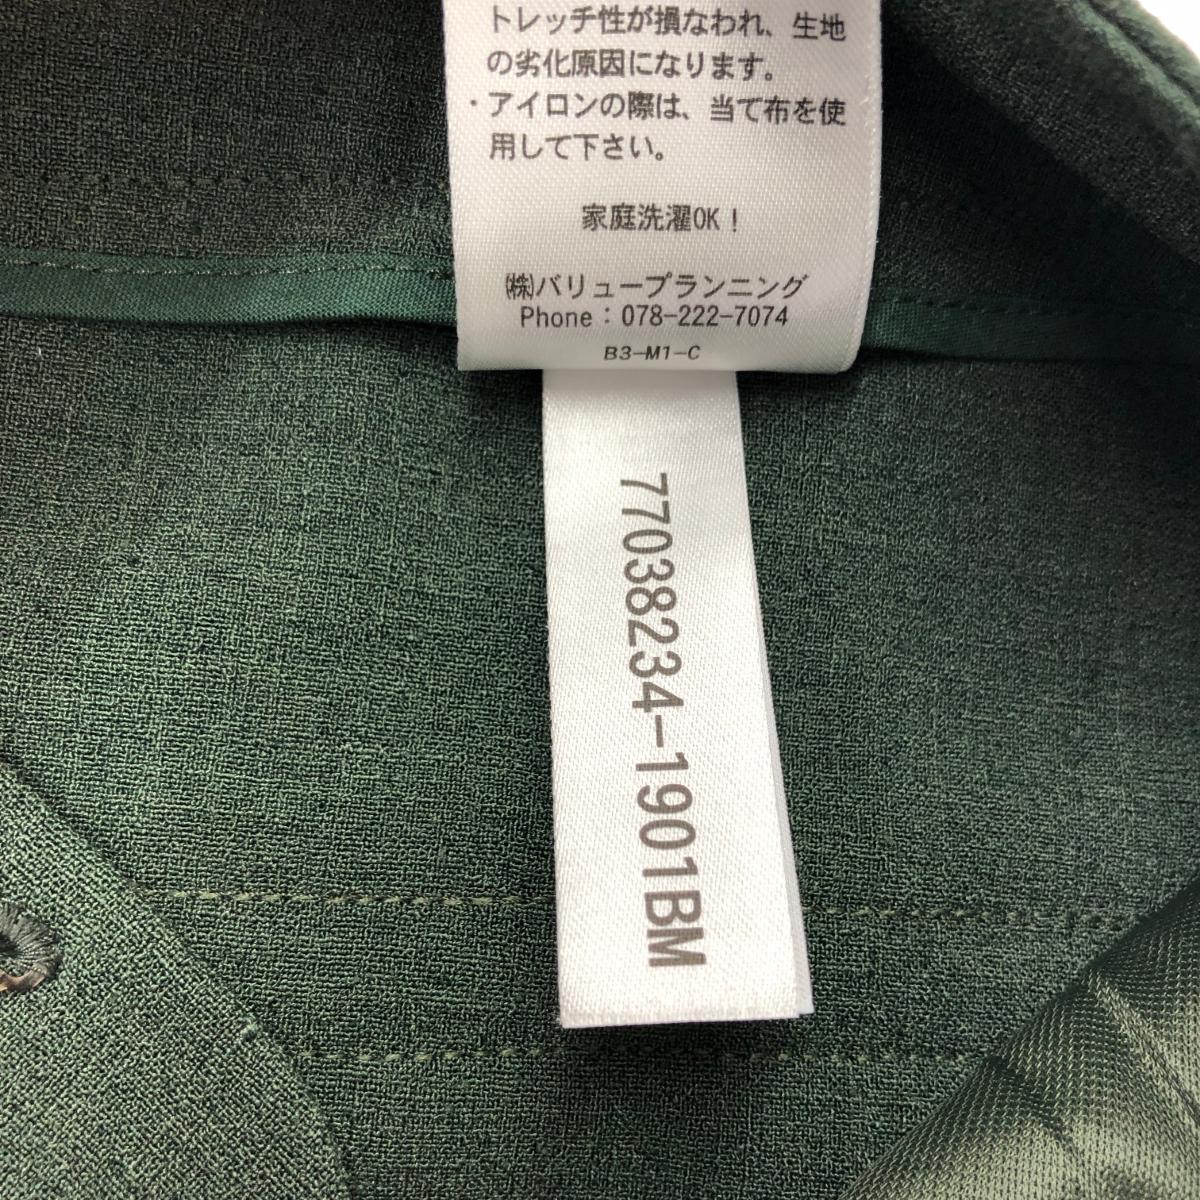 トレッチ性が損なわれ、生地
の劣化原因になります。
・アイロンの際は、当て布を使
用して下さい。
家庭洗濯OK！
㈱バリュープランニング
Phone：078-222-7074
B3-M1-C
77038234-1901BM